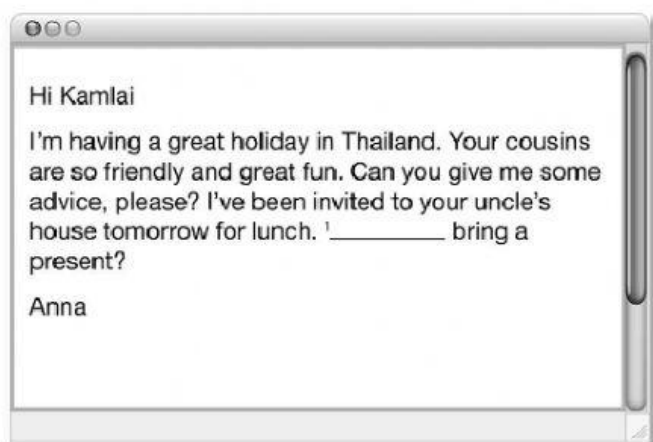 Hi Kamlai
I'm having a great holiday in Thailand. Your cousins
are so friendly and great fun. Can you give me some
advice, please? I've been invited to your uncle's
house tomorrow for lunch. ¹__________ bring a
present?
Anna